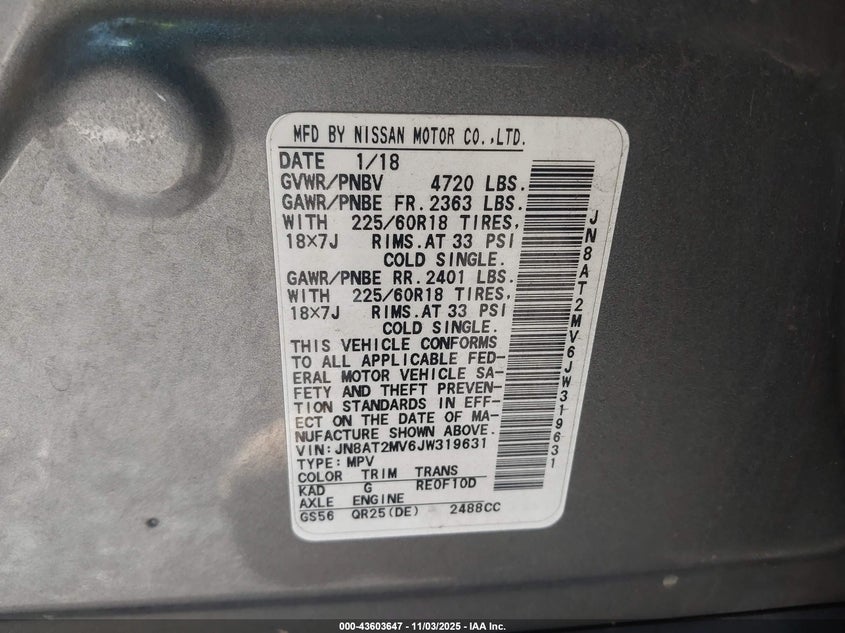 MFD BY NISSAN MOTOR CO.,LTD.
DATE 1/18
GVWR/PNBV 4720 LBS.
GAWR/PNBE FR. 2363 LBS.
WITH 225/60R18 TIRES,
18×7J RIMS.AT 33 PSI
COLD SINGLE.
GAWR/PNBE RR. 2401 LBS.
WITH 225/60R18 TIRES,
18×7J RIMS.AT 33 PSI
COLD SINGLE.
THIS VEHICLE CONFORMS
TO ALL APPLICABLE FED-
ERAL MOTOR VEHICLE SA-
FETY AND THEFT PREVEN-
TION STANDARDS IN EFF-
ECT ON THE DATE OF MA-
NUFACTURE SHOWN ABOVE.
VIN:JN8AT2MV6JW319631
TYPE:MPV
COLOR TRIM TRANS
KAD G RE0F10D
AXLE ENGINE
GS56 QR25(DE) 2488CC
JN8AT2MV6JW319631
000-43603647 - 11/03/2025 - IAA Inc.